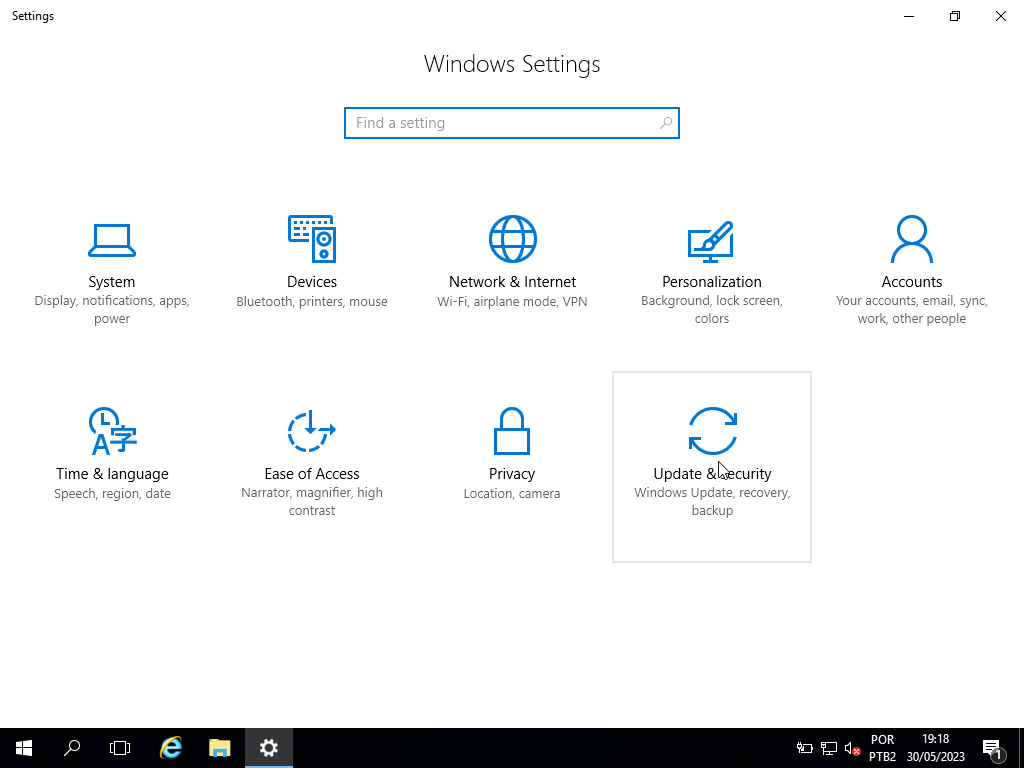 Settings
Windows Settings
Find a setting
System
Display, notifications, apps,
power
Devices
Bluetooth, printers, mouse
Network & Internet
Wi-Fi, airplane mode, VPN
Personalization
Background, lock screen,
colors
Accounts
Your accounts, email, sync,
work, other people
Time & language
Speech, region, date
Ease of Access
Narrator, magnifier, high
contrast
Privacy
Location, camera
Update & Security
Windows Update, recovery,
backup
POR
PTB2
19:18
30/05/2023
1